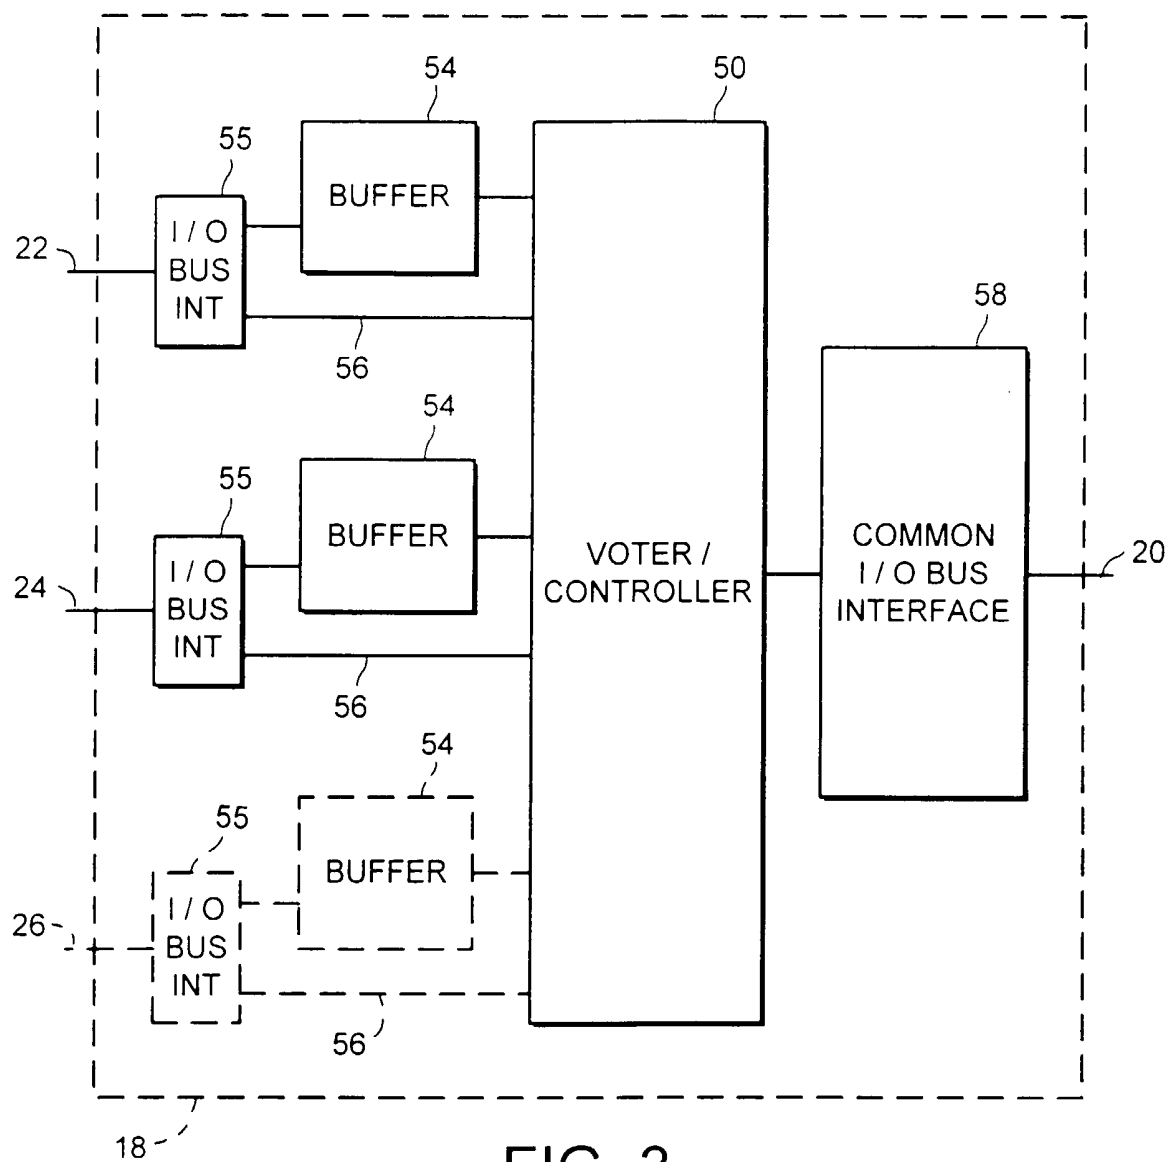 54
50
55
BUFFER
I / O
BUS
INT
22
58
56
54
55
BUFFER
I / O
BUS
INT
24
VOTER /
CONTROLLER
COMMON
I / O BUS
INTERFACE
20
56
54
55
BUFFER
I / O
BUS
INT
26
56
18